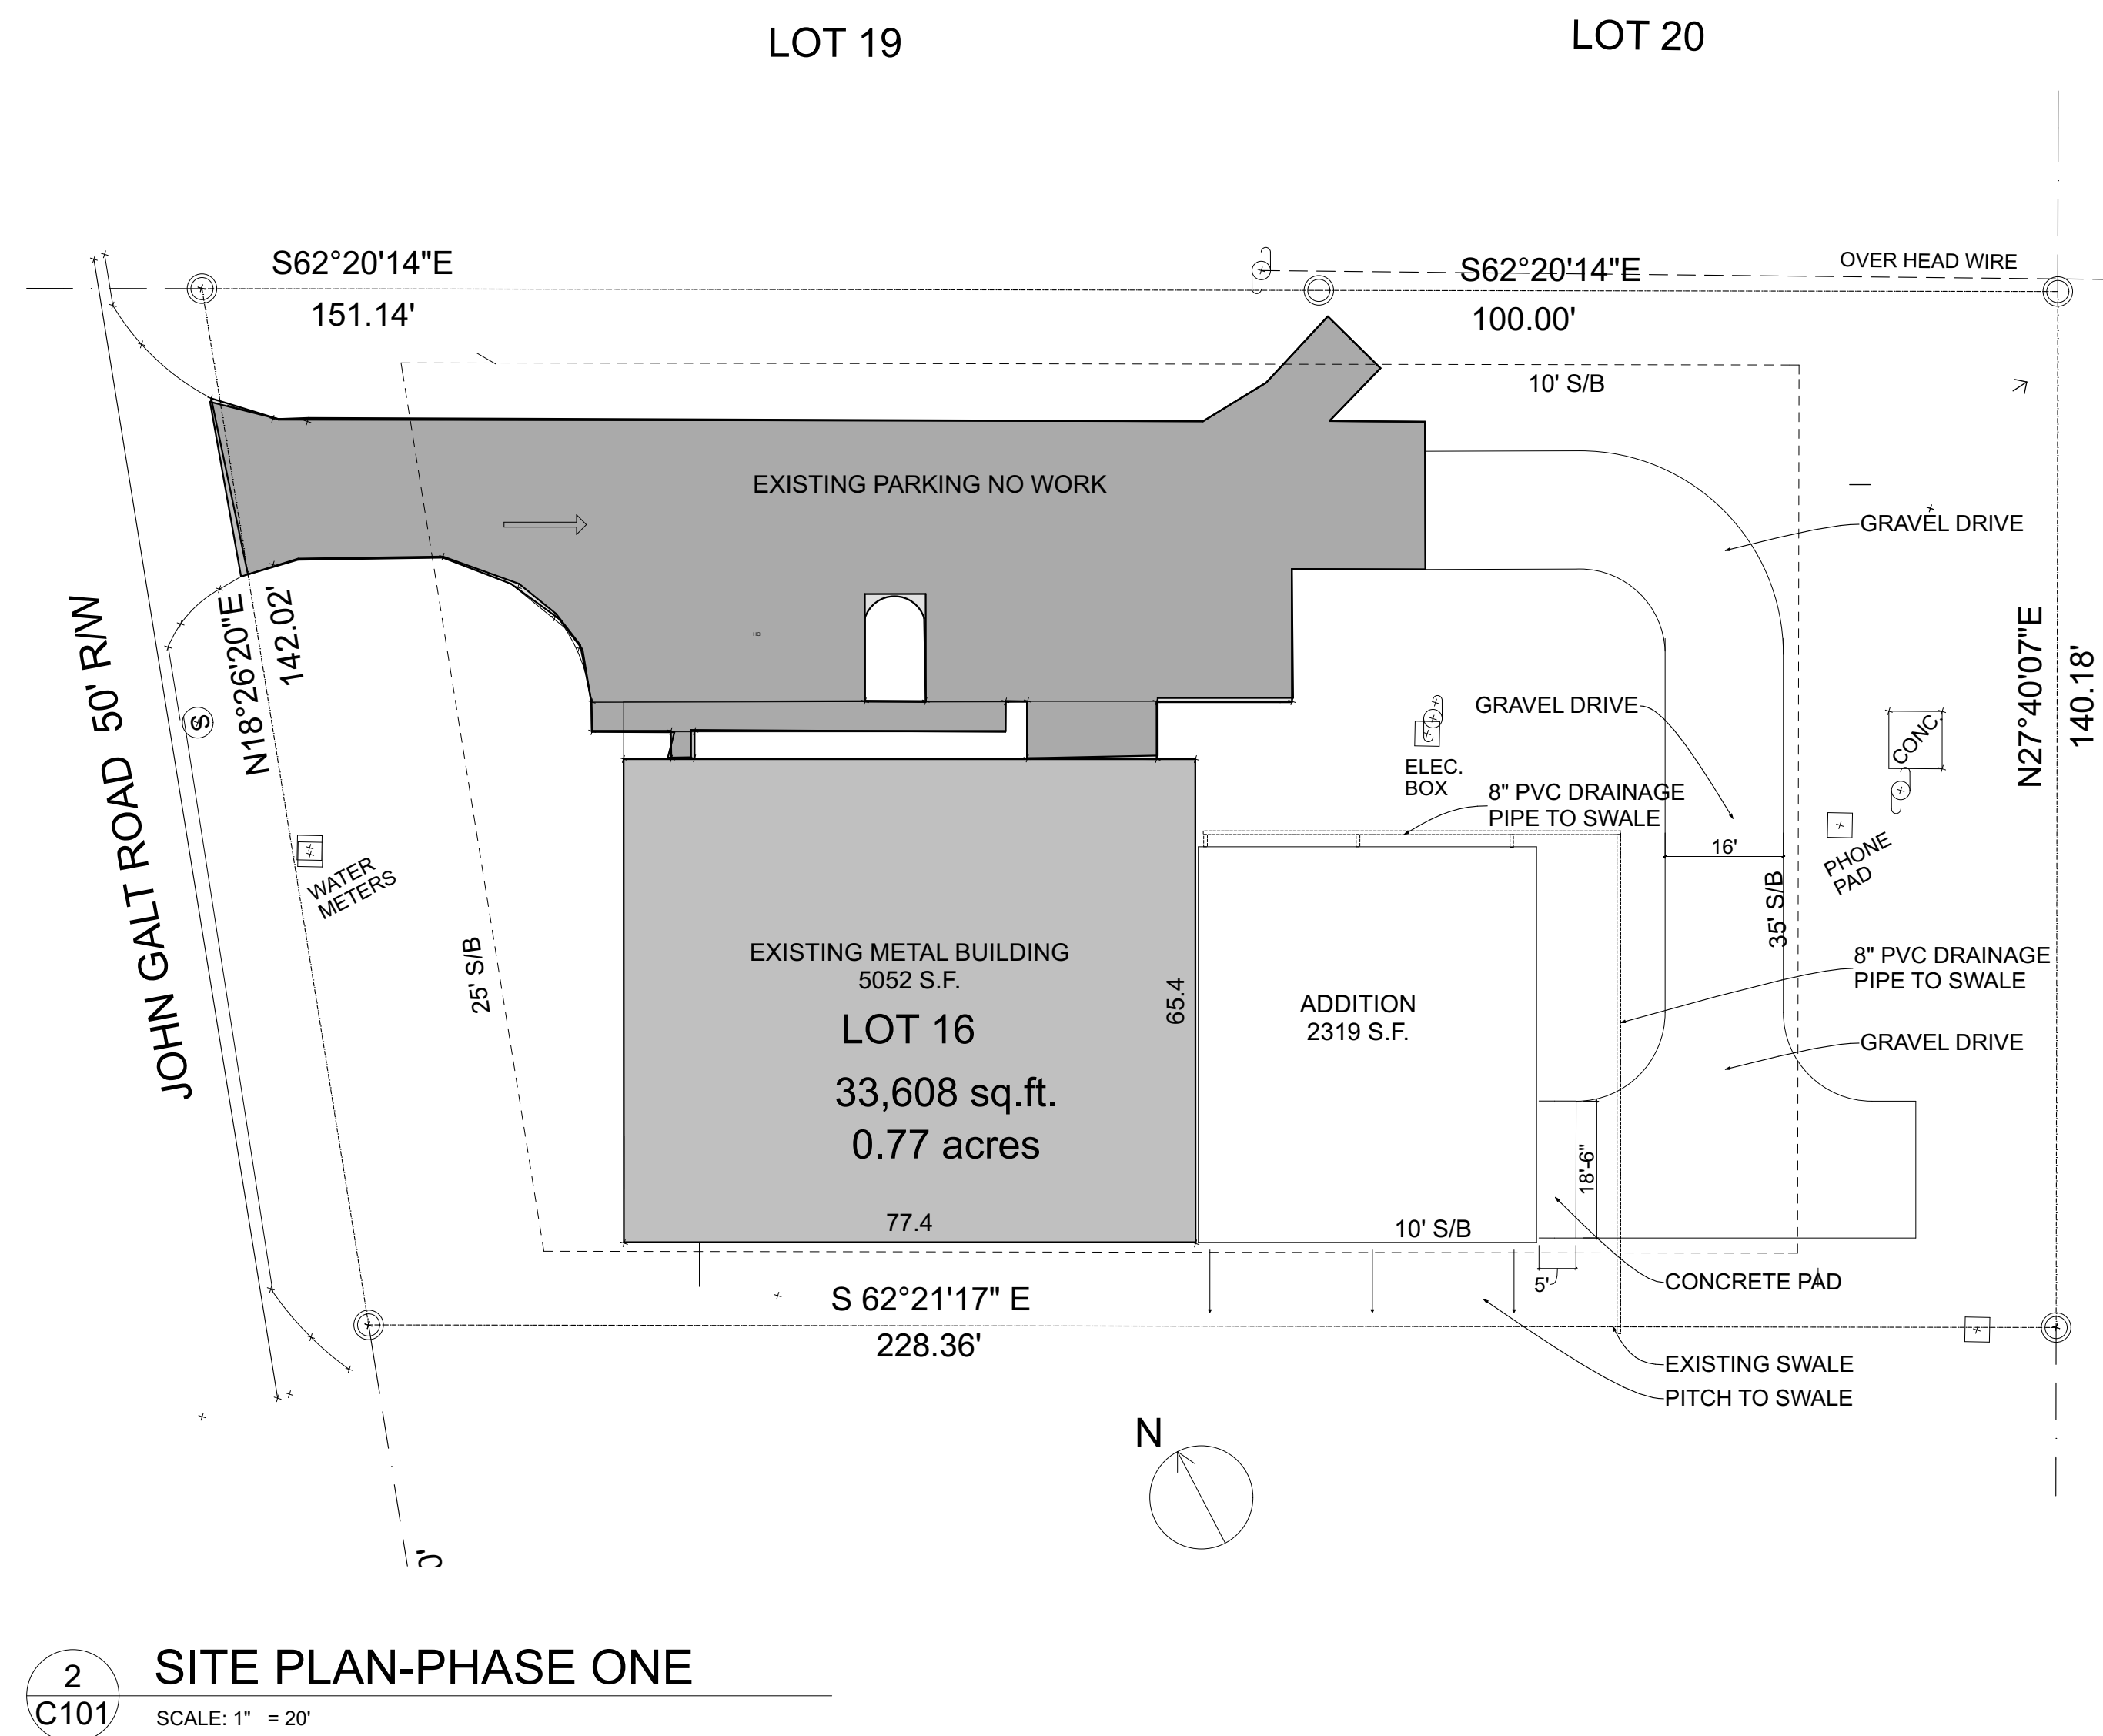 LOT 19
LOT 20
S62°20'14"E
151.14'
S62°20'14"E
100.00'
OVER HEAD WIRE
10' S/B
EXISTING PARKING NO WORK
HC
GRAVEL DRIVE
JOHN GALT ROAD 50' R/W
S
N18°26'20"E
142.02'
GRAVEL DRIVE
ELEC.
BOX
8" PVC DRAINAGE
PIPE TO SWALE
CONC.
N27°40'07"E
140.18'
WATER
METERS
16'
PHONE
PAD
25' S/B
35' S/B
EXISTING METAL BUILDING
5052 S.F.
LOT 16
33,608 sq.ft.
0.77 acres
65.4
77.4
ADDITION
2319 S.F.
8" PVC DRAINAGE
PIPE TO SWALE
GRAVEL DRIVE
18'-6"
10' S/B
5'
CONCRETE PAD
S 62°21'17" E
228.36'
EXISTING SWALE
PITCH TO SWALE
N
2
C101
SITE PLAN-PHASE ONE
SCALE: 1" = 20'